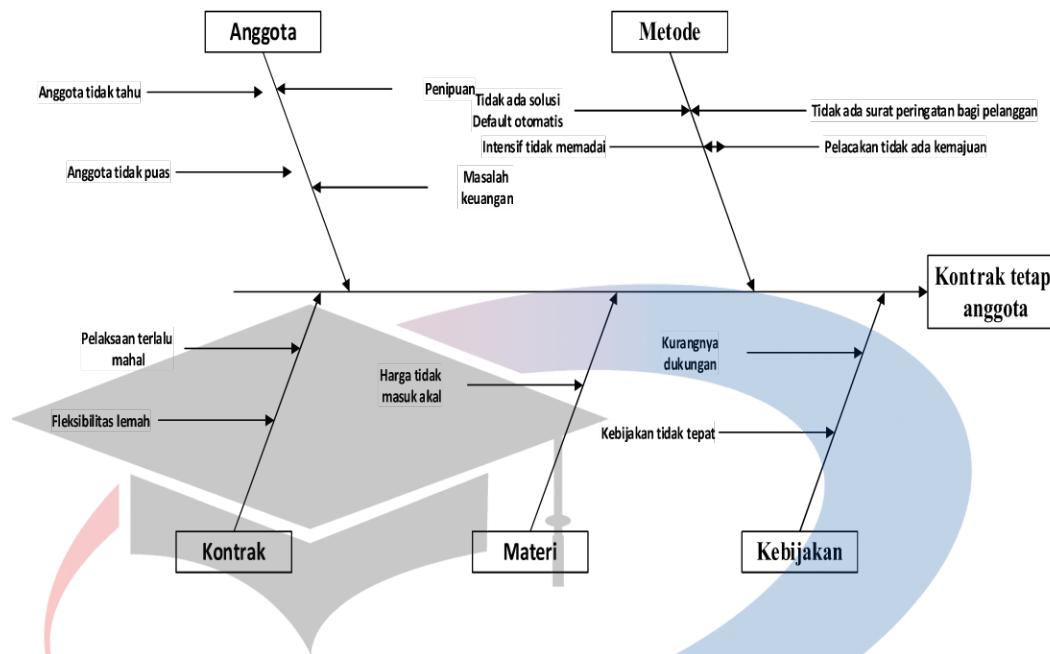 Anggota
Metode
Anggota tidak tahu
Penipuan
Tidak ada solusi
Default otomatis
Tidak ada surat peringatan bagi pelanggan
Intensif tidak memadai
Pelacakan tidak ada kemajuan
Anggota tidak puas
Masalah
keuangan
Kontrak tetap
anggota
Pelaksaan terlalu
mahal
Kurangnya
dukungan
Harga tidak
masuk akal
Fleksibilitas lemah
Kebijakan tidak tepat
Kontrak
Materi
Kebijakan